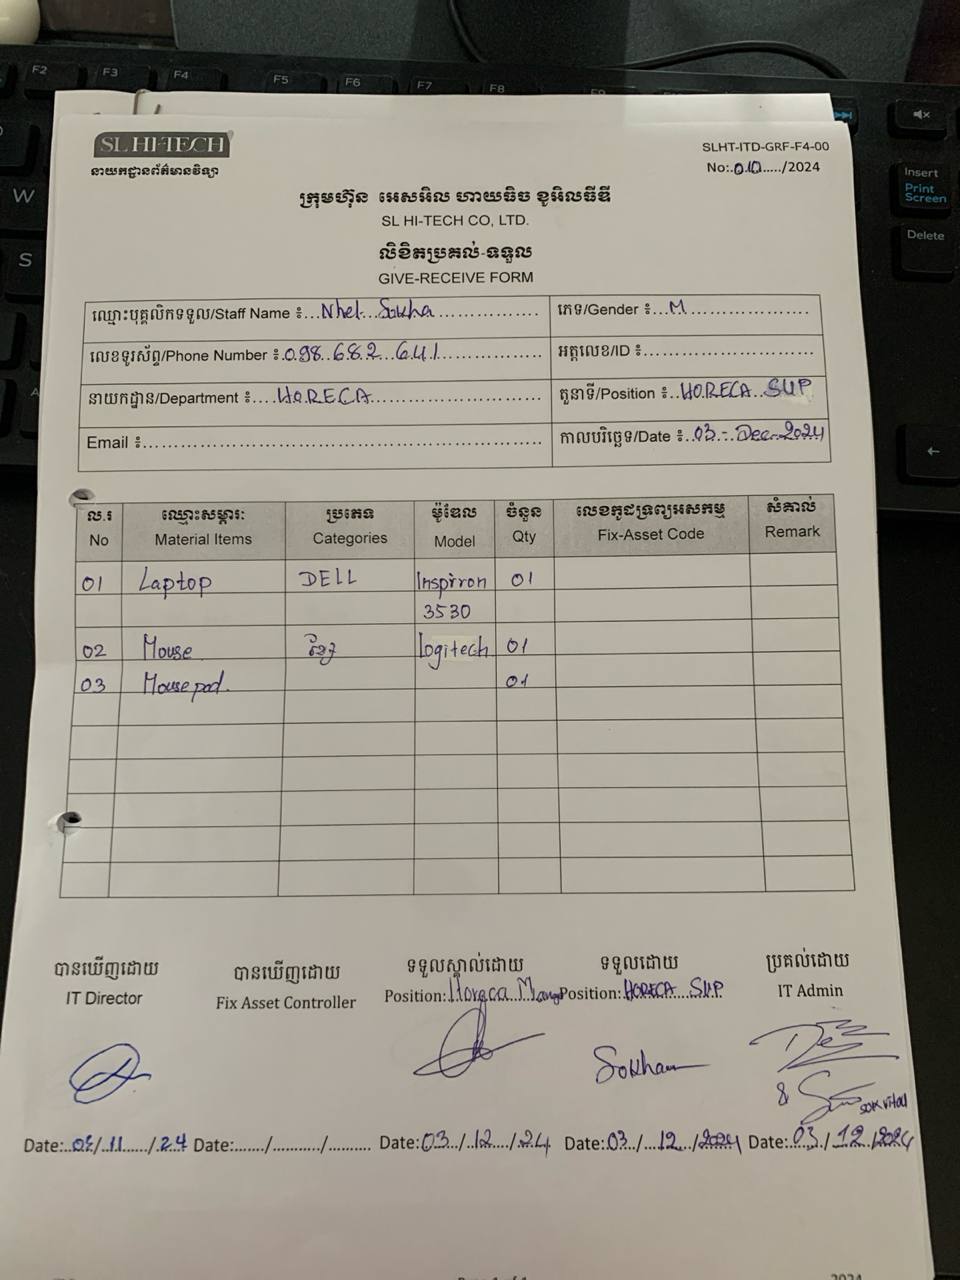 SL HI-TECH
នាយកដ្ឋានព័ត៌មានវិទ្យា
SLHT-ITD-GRF-F4-00
No:.010...../2024
ក្រុមហ៊ុន អេសអិល ហាយធិច ខូអិលធីឌី
SL HI-TECH CO, LTD.
លិខិតប្រគល់-ទទួល
GIVE-RECEIVE FORM
ឈ្មោះបុគ្គលិកទទួល/Staff Name ៖...Nhel...Sokha.................. ភេទ/Gender ៖...M......................
លេខទូរស័ព្ទ/Phone Number ៖.098..682...641.................. អត្តលេខ/ID ៖..............................
នាយកដ្ឋាន/Department ៖....HORECA.............................. តួនាទី/Position ៖..HORECA..SUP
Email ៖...................................................................... កាលបរិច្ឆេទ/Date ៖..03-.Dec-2024
ល.រ ឈ្មោះសម្ភារៈ ប្រភេទ ម៉ូឌែល ចំនួន លេខកូដទ្រព្យអសកម្ម សំគាល់
No Material Items Categories Model Qty Fix-Asset Code Remark
01 Laptop DELL Inspiron 01
3530
02 Mouse ខ្សែ Logitech 01
03 Mouse pad. 01
បានឃើញដោយ បានឃើញដោយ ទទួលស្គាល់ដោយ ទទួលដោយ ប្រគល់ដោយ
IT Director Fix Asset Controller Position:Horeca Position:HORECA SUP IT Admin
Sokha
SOK Vital
Date:..04/..11....../.24 Date:....../.........../......... Date:03../..12.../.24 Date:03.../...12.../2024 Date:.03.../.12./2024
F2 F3 F4 F5 F6 F7 F8 F9
W
S
A
Insert
Print
Screen
Delete